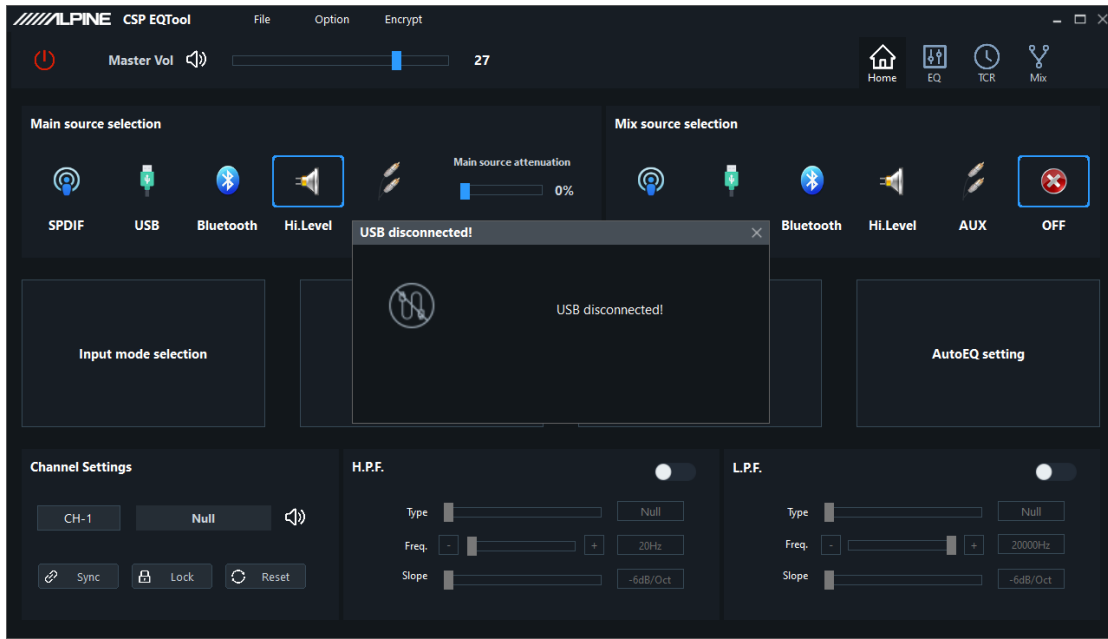 ALPINE CSP EQTool File Option Encrypt
Master Vol 27
Home EQ TCR Mix
Main source selection
Main source attenuation
0%
SPDIF USB Bluetooth Hi.Level
Mix source selection
Bluetooth Hi.Level AUX OFF
USB disconnected!
USB disconnected!
Input mode selection
AutoEQ setting
Channel Settings
CH-1 Null
Sync Lock Reset
H.P.F.
Type Null
Freq. - + 20Hz
Slope -6dB/Oct
L.P.F.
Type Null
Freq. - + 20000Hz
Slope -6dB/Oct